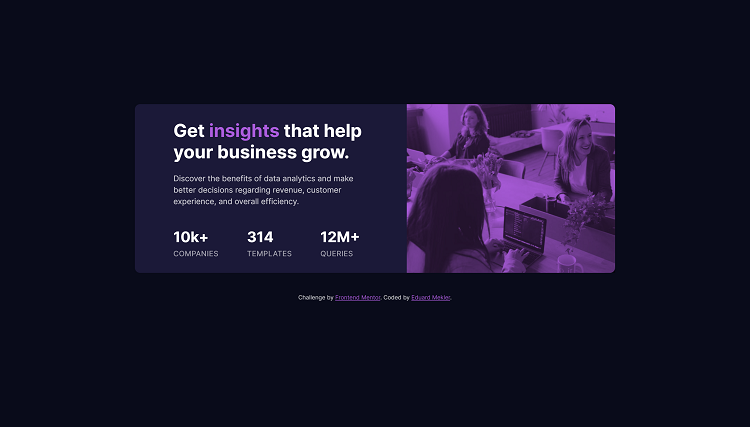 Get insights that help
your business grow.
Discover the benefits of data analytics and make
better decisions regarding revenue, customer
experience, and overall efficiency.
10k+ 314 12M+
COMPANIES TEMPLATES QUERIES
Challenge by Frontend Mentor. Coded by Eduard Mekler.